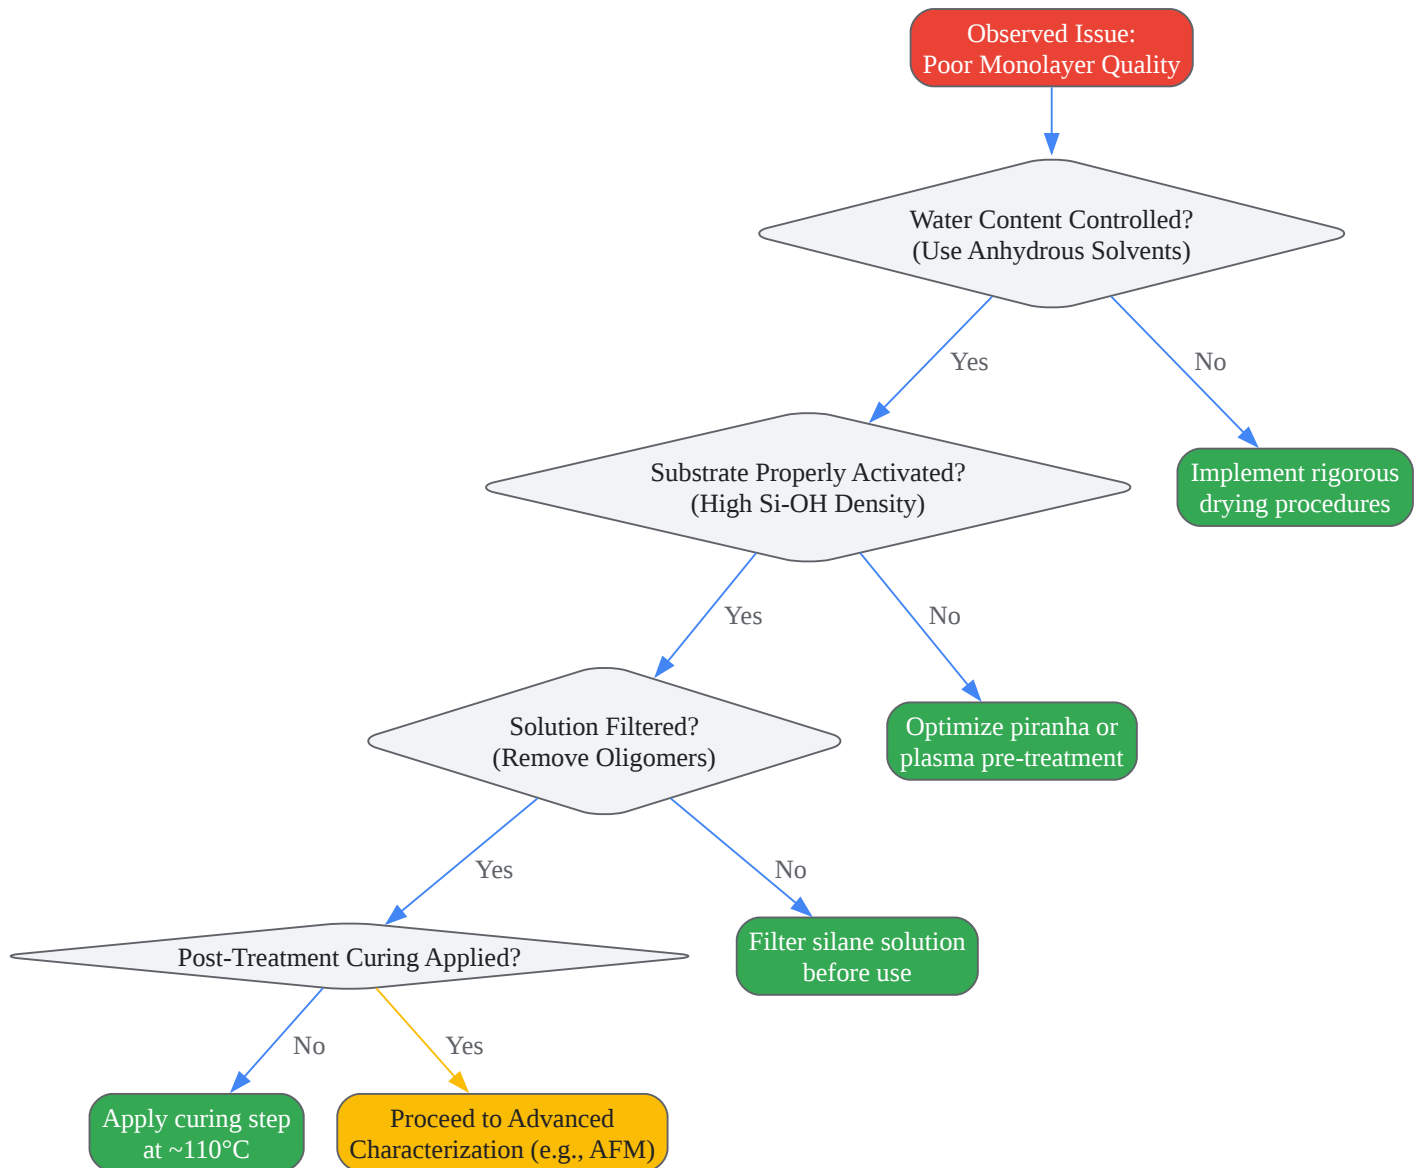 Observed Issue:
Poor Monolayer Quality
Water Content Controlled?
(Use Anhydrous Solvents)
Yes
No
Substrate Properly Activated?
(High Si-OH Density)
Implement rigorous
drying procedures
Yes
No
Solution Filtered?
(Remove Oligomers)
Optimize piranha or
plasma pre-treatment
Yes
No
Post-Treatment Curing Applied?
Filter silane solution
before use
No
Yes
Apply curing step
at ~110°C
Proceed to Advanced
Characterization (e.g., AFM)